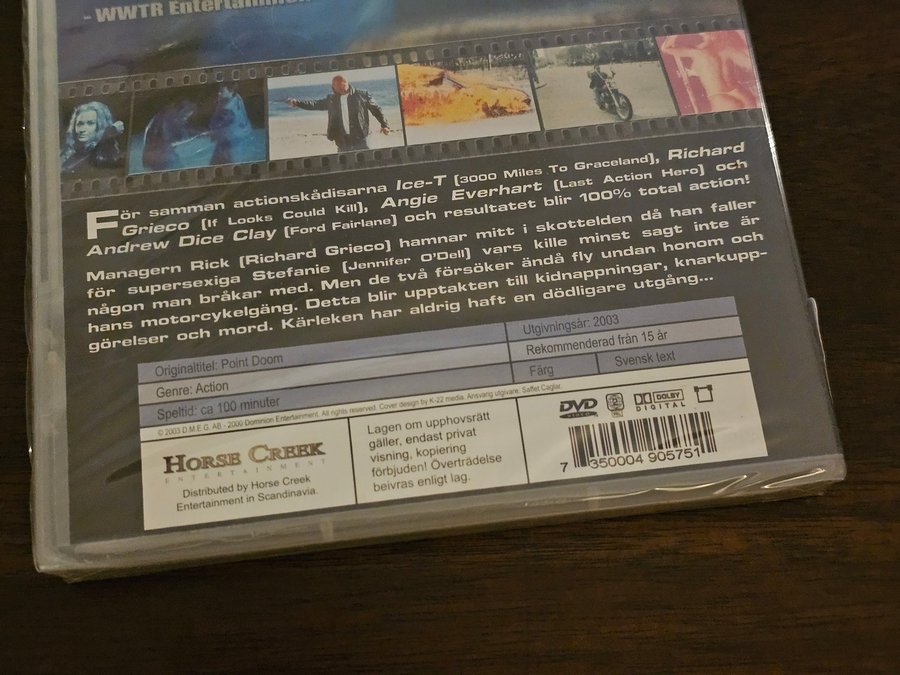 - WWTR Entertainment
För samman actionskådisarna Ice-T [3000 Miles To Graceland], Richard
Grieco [If Looks Could Kill], Angie Everhart [Last Action Hero] och
Andrew Dice Clay [Ford Fairlane] och resultatet blir 100% total action!
Managern Rick [Richard Grieco] hamnar mitt i skottelden då han faller
för supersexiga Stefanie [Jennifer O'Dell] vars kille minst sagt inte är
någon man bråkar med. Men de två försöker ändå fly undan honom och
hans motorcykelgäng. Detta blir upptakten till kidnappningar, knarkupp-
görelser och mord. Kärleken har aldrig haft en dödligare utgång...
Originaltitel: Point Doom
Genre: Action
Speltid: ca 100 minuter
Utgivningsår: 2003
Rekommenderad från 15 år
Färg
Svensk text
© 2003 D.M.E.G. AB - 2000 Dominion Entertainment. All rights reserved. Cover design by K-22 media. Ansvarig utgivare: Saffet Caglar.
HORSE CREEK
ENTERTAINMENT
Distributed by Horse Creek
Entertainment in Scandinavia.
Lagen om upphovsrätt
gäller, endast privat
visning, kopiering
förbjuden! Överträdelse
beivras enligt lag.
DVD
VIDEO
DOLBY
DIGITAL
7 350004 905751